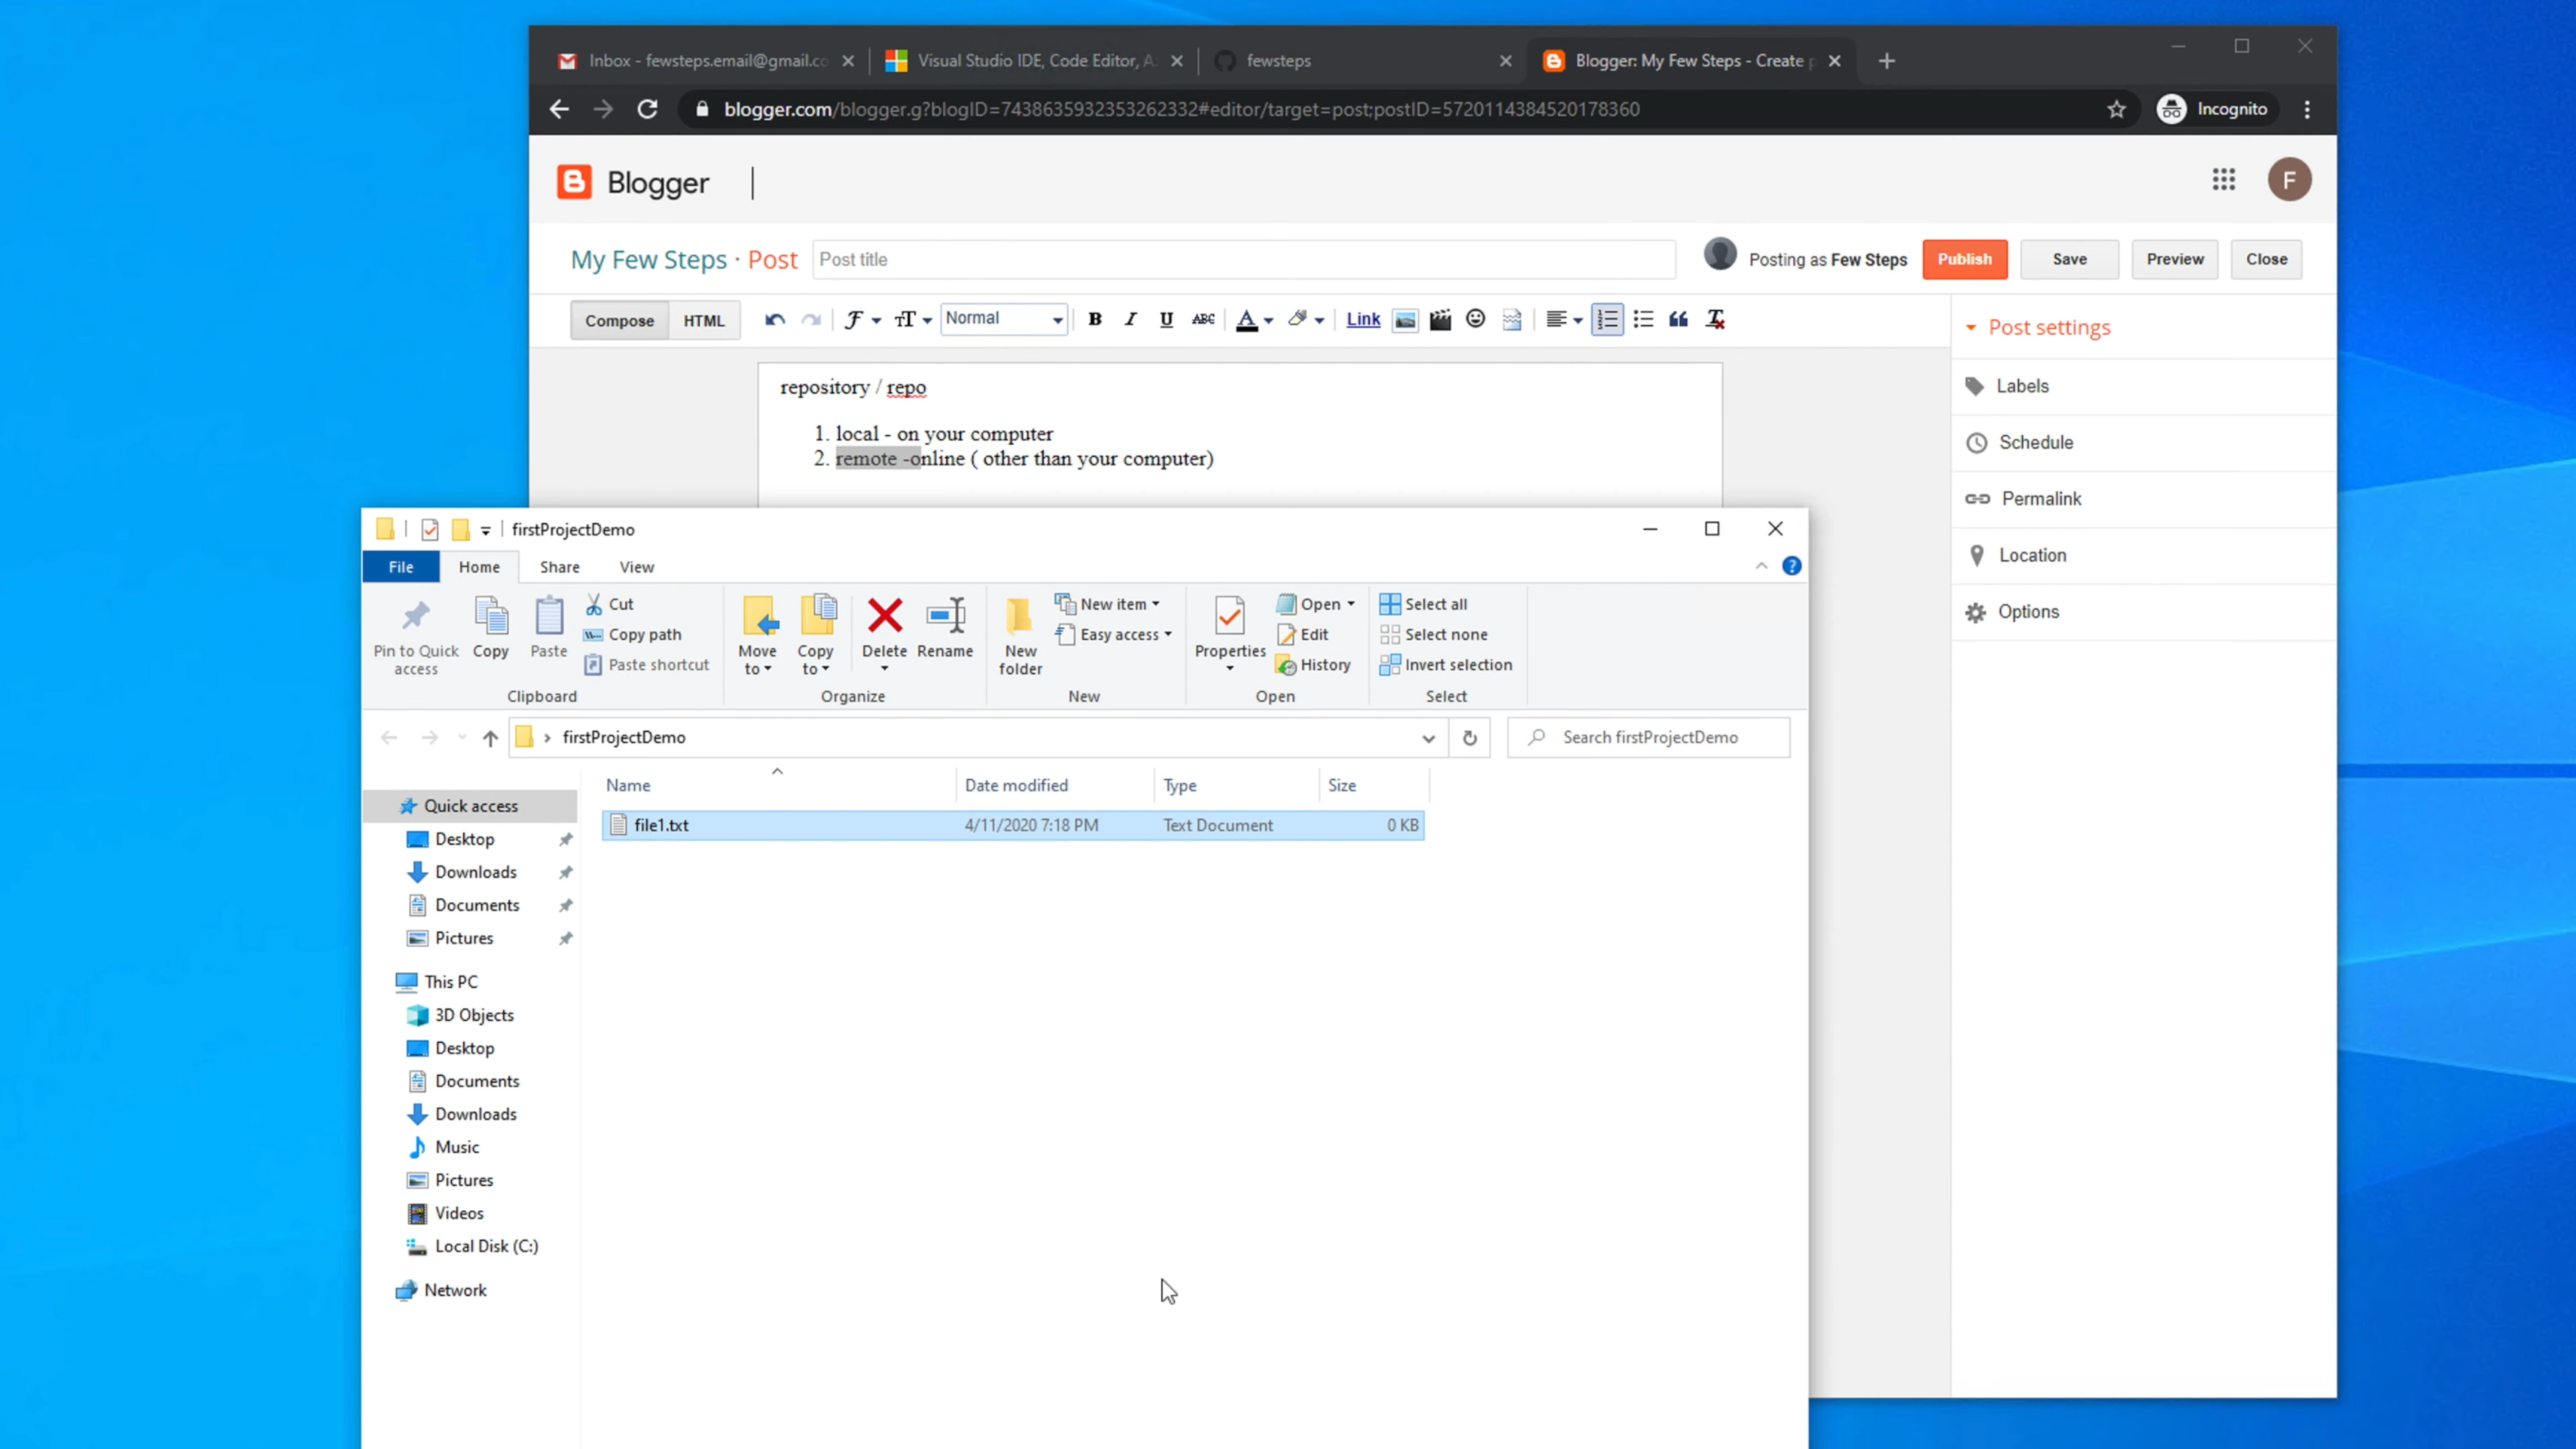 Inbox - fewsteps.email@gmail.co
Visual Studio IDE, Code Editor, A
fewsteps
Blogger: My Few Steps - Create p
blogger.com/blogger.g?blogID=7438635932353262332#editor/target=post;postID=5720114384520178360
Incognito
Blogger
F
My Few Steps · Post
Post title
Posting as Few Steps
Publish
Save
Preview
Close
Compose
HTML
Normal
B I U ABC
Link
Post settings
Labels
Schedule
Permalink
Location
Options
repository / repo
1. local - on your computer
2. remote -online ( other than your computer)
firstProjectDemo
File
Home
Share
View
Pin to Quick access
Copy
Paste
Cut
Copy path
Paste shortcut
Clipboard
Move to
Copy to
Delete
Rename
Organize
New folder
New item
Easy access
New
Properties
Open
Edit
History
Open
Select all
Select none
Invert selection
Select
firstProjectDemo
Search firstProjectDemo
Name
Date modified
Type
Size
file1.txt
4/11/2020 7:18 PM
Text Document
0 KB
Quick access
Desktop
Downloads
Documents
Pictures
This PC
3D Objects
Desktop
Documents
Downloads
Music
Pictures
Videos
Local Disk (C:)
Network